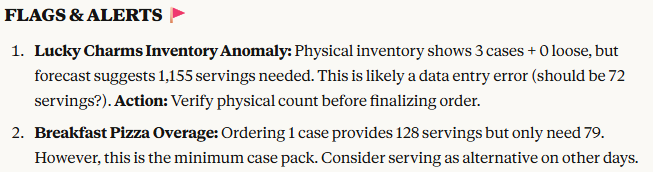 FLAGS & ALERTS 🚩
1. Lucky Charms Inventory Anomaly: Physical inventory shows 3 cases + 0 loose, but
forecast suggests 1,155 servings needed. This is likely a data entry error (should be 72
servings?). Action: Verify physical count before finalizing order.
2. Breakfast Pizza Overage: Ordering 1 case provides 128 servings but only need 79.
However, this is the minimum case pack. Consider serving as alternative on other days.